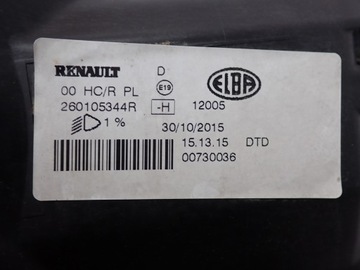 RENAULT D ELBA
00 HC/R PL E19
260105344R -H 12005
1 % 30/10/2015
15.13.15 DTD
00730036